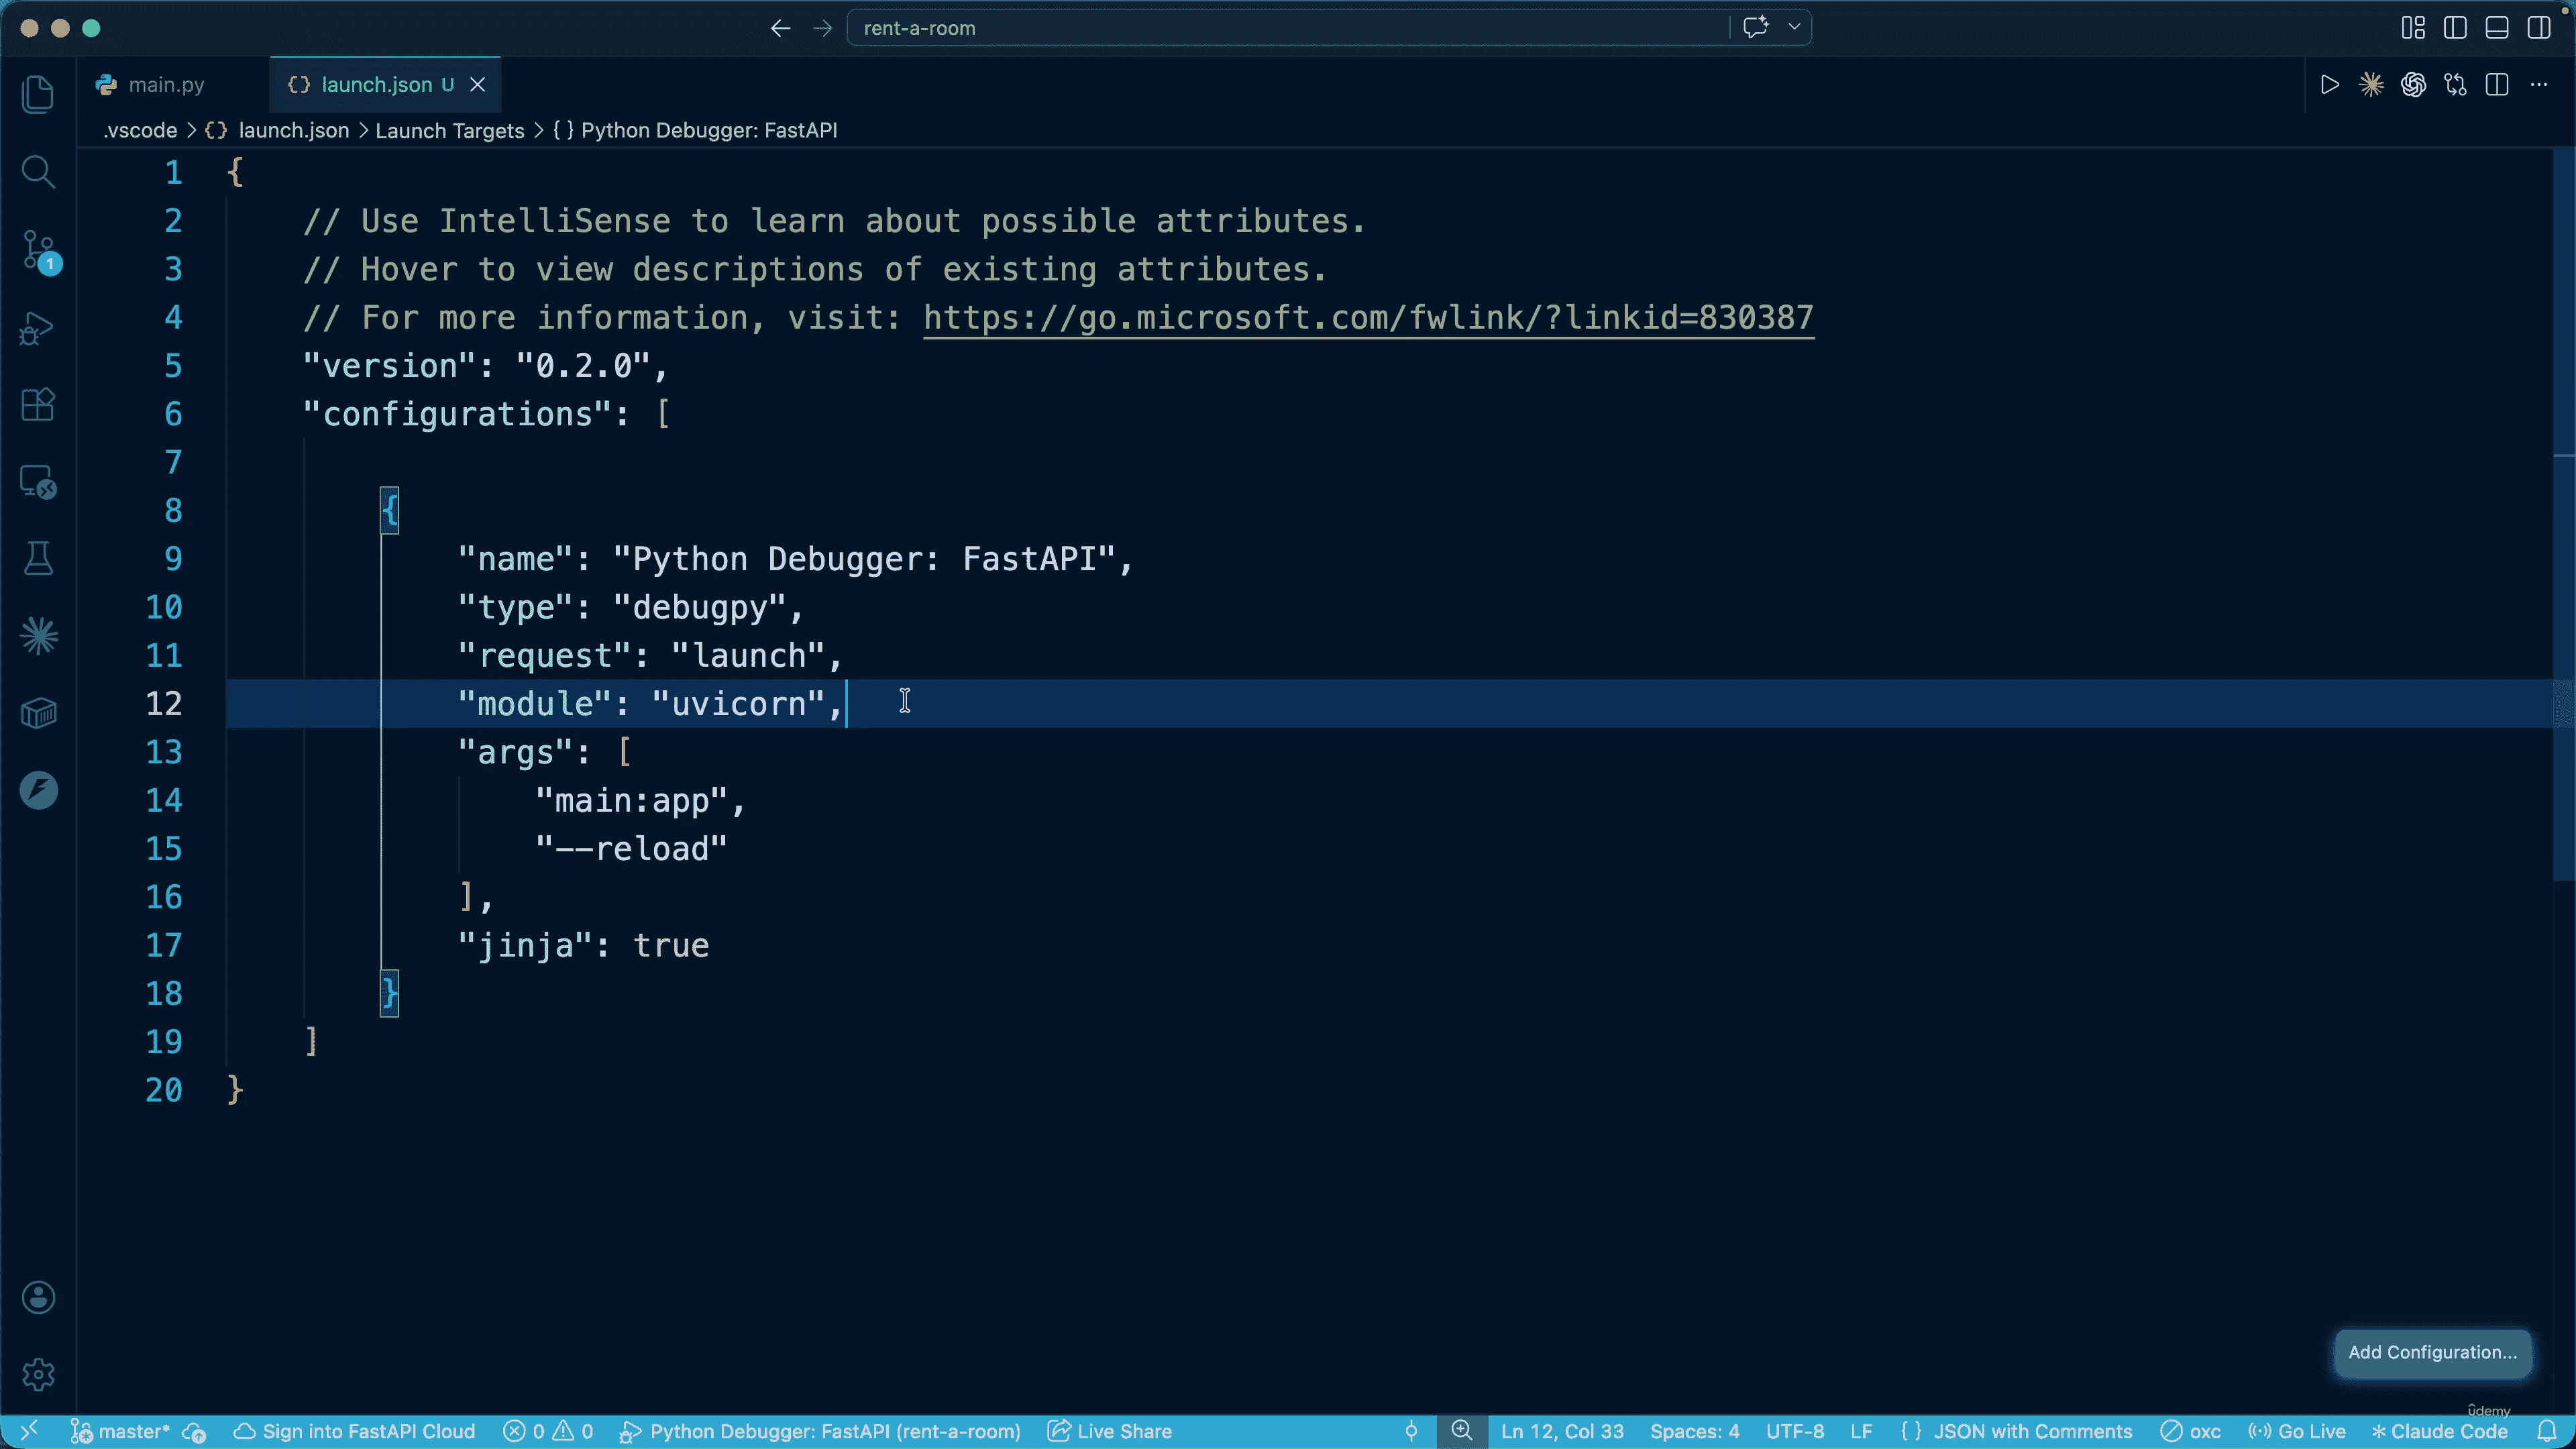 rent-a-room
main.py
launch.json U
.vscode > {} launch.json > Launch Targets > {} Python Debugger: FastAPI
1 {
2 // Use IntelliSense to learn about possible attributes.
3 // Hover to view descriptions of existing attributes.
4 // For more information, visit: https://go.microsoft.com/fwlink/?linkid=830387
5 "version": "0.2.0",
6 "configurations": [
7
8 {
9 "name": "Python Debugger: FastAPI",
10 "type": "debugpy",
11 "request": "launch",
12 "module": "uvicorn",
13 "args": [
14 "main:app",
15 "--reload"
16 ],
17 "jinja": true
18 }
19 ]
20 }
1
Add Configuration...
udemy
master* Sign into FastAPI Cloud 0 0 Python Debugger: FastAPI (rent-a-room) Live Share Ln 12, Col 33 Spaces: 4 UTF-8 LF {} JSON with Comments oxc Go Live Claude Code